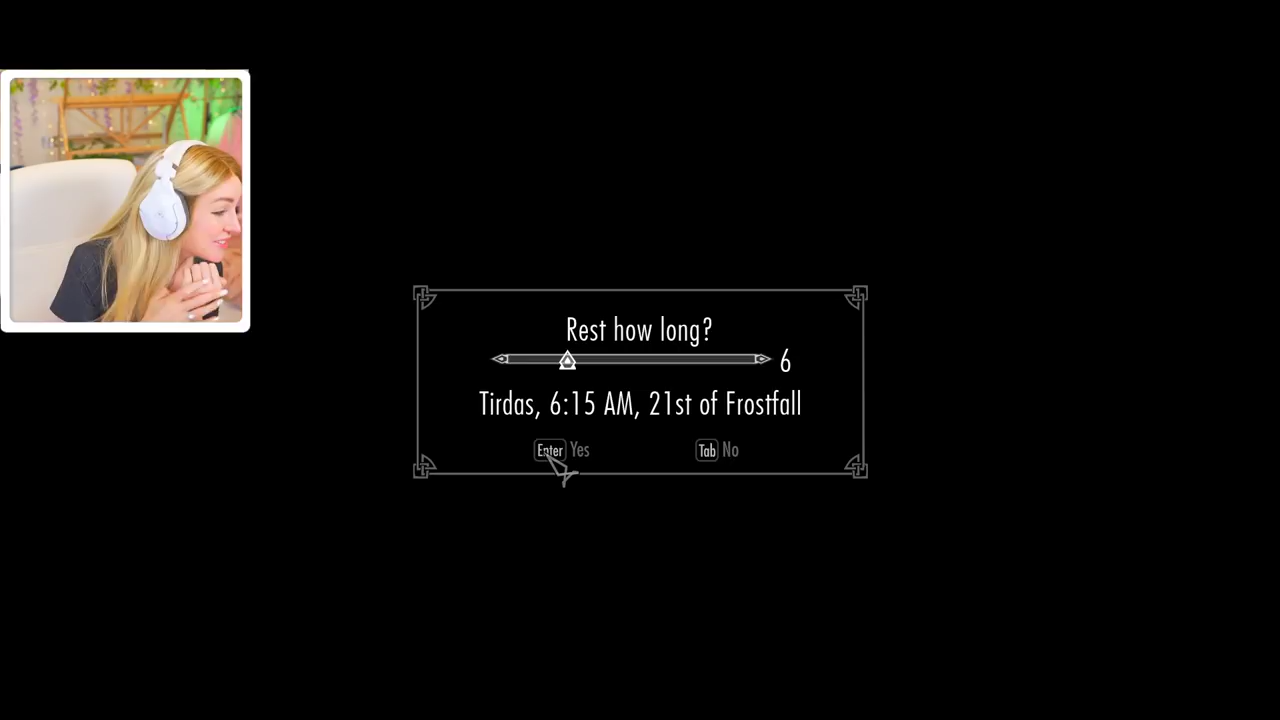 Rest how long?
6
Tirdas, 6:15 AM, 21st of Frostfall
Enter Yes
Tab No